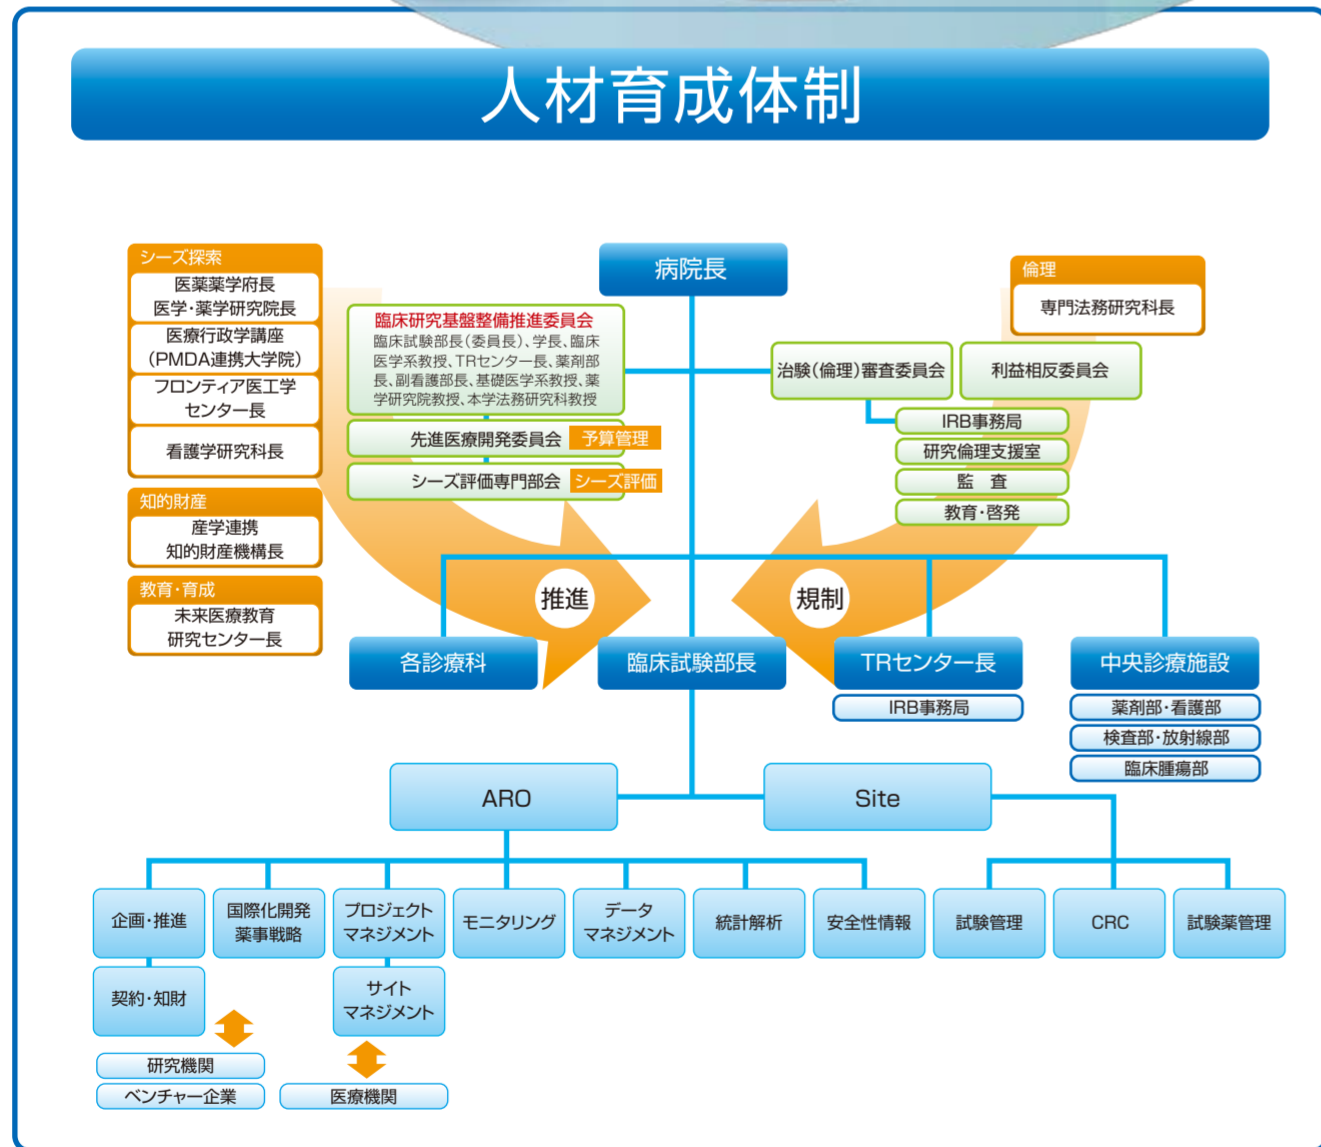 人材育成体制
シーズ探索
医薬薬学府長
医学・薬学研究院長
医療行政学講座
(PMDA連携大学院)
フロンティア医工学
センター長
看護学研究科長
知的財産
産学連携
知的財産機構長
教育・育成
未来医療教育
研究センター長
病院長
臨床研究基盤整備推進委員会
臨床試験部長(委員長)、学長、臨床
医学系教授、TRセンター長、薬剤部
長、副看護部長、基礎医学系教授、薬
学研究院教授、本学法務研究科教授
先進医療開発委員会
予算管理
シーズ評価専門部会
シーズ評価
倫理
専門法務研究科長
治験(倫理)審査委員会
利益相反委員会
IRB事務局
研究倫理支援室
監　査
教育・啓発
推進
規制
各診療科
臨床試験部長
TRセンター長
IRB事務局
中央診療施設
薬剤部・看護部
検査部・放射線部
臨床腫瘍部
ARO
Site
企画・推進
国際化開発
薬事戦略
プロジェクト
マネジメント
モニタリング
データ
マネジメント
統計解析
安全性情報
試験管理
CRC
試験薬管理
契約・知財
サイト
マネジメント
研究機関
ベンチャー企業
医療機関